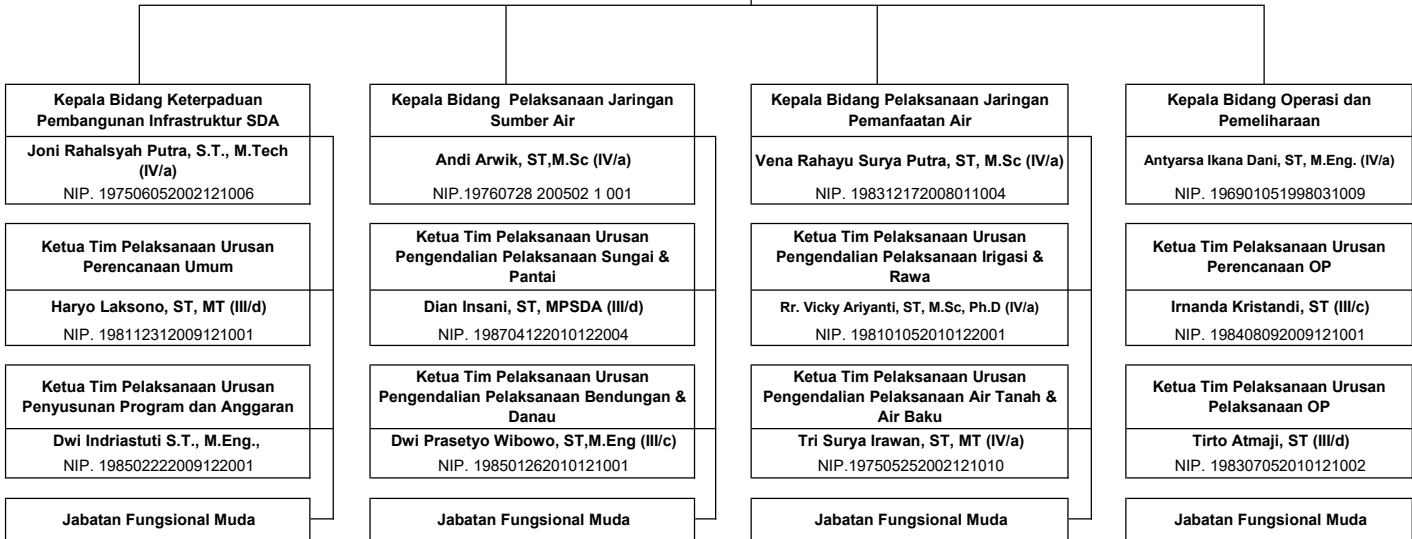 Kepala Bidang Keterpaduan
Pembangunan Infrastruktur SDA
Joni Rahalsyah Putra, S.T., M.Tech
(IV/a)
NIP. 197506052002121006
Ketua Tim Pelaksanaan Urusan
Perencanaan Umum
Haryo Laksono, ST, MT (III/d)
NIP. 198112312009121001
Ketua Tim Pelaksanaan Urusan
Penyusunan Program dan Anggaran
Dwi Indriastuti S.T., M.Eng.,
NIP. 198502222009122001
Jabatan Fungsional Muda
Kepala Bidang Pelaksanaan Jaringan
Sumber Air
Andi Arwik, ST,M.Sc (IV/a)
NIP.19760728 200502 1 001
Ketua Tim Pelaksanaan Urusan
Pengendalian Pelaksanaan Sungai &
Pantai
Dian Insani, ST, MPSDA (III/d)
NIP. 198704122010122004
Ketua Tim Pelaksanaan Urusan
Pengendalian Pelaksanaan Bendungan &
Danau
Dwi Prasetyo Wibowo, ST,M.Eng (III/c)
NIP. 198501262010121001
Jabatan Fungsional Muda
Kepala Bidang Pelaksanaan Jaringan
Pemanfaatan Air
Vena Rahayu Surya Putra, ST, M.Sc (IV/a)
NIP. 198312172008011004
Ketua Tim Pelaksanaan Urusan
Pengendalian Pelaksanaan Irigasi &
Rawa
Rr. Vicky Ariyanti, ST, M.Sc, Ph.D (IV/a)
NIP. 198101052010122001
Ketua Tim Pelaksanaan Urusan
Pengendalian Pelaksanaan Air Tanah &
Air Baku
Tri Surya Irawan, ST, MT (IV/a)
NIP.197505252002121010
Jabatan Fungsional Muda
Kepala Bidang Operasi dan
Pemeliharaan
Antyarsa Ikana Dani, ST, M.Eng. (IV/a)
NIP. 196901051998031009
Ketua Tim Pelaksanaan Urusan
Perencanaan OP
Irnanda Kristandi, ST (III/c)
NIP. 198408092009121001
Ketua Tim Pelaksanaan Urusan
Pelaksanaan OP
Tirto Atmaji, ST (III/d)
NIP. 198307052010121002
Jabatan Fungsional Muda